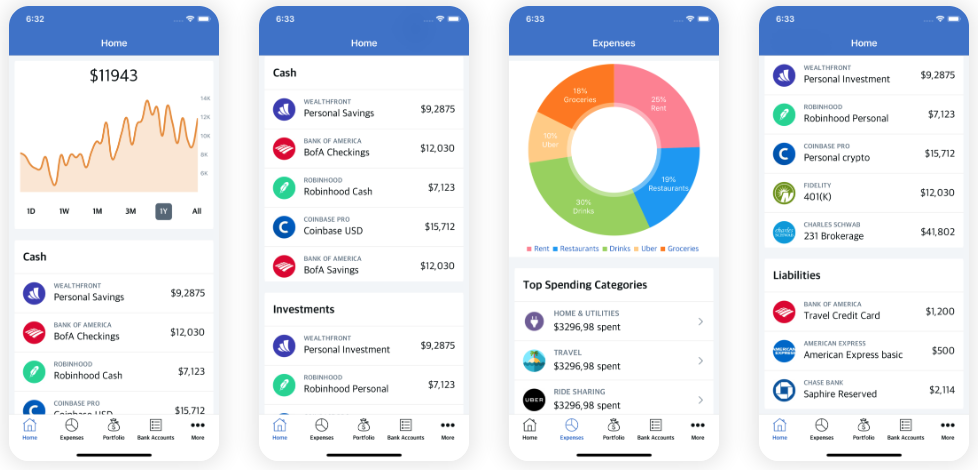 6:32
Home
$11943
14K
12K
10K
8K
6K
1D 1W 1M 3M 1Y All
Cash
WEALTHFRONT
Personal Savings $9,2875
BANK OF AMERICA
BofA Checkings $12,030
ROBINHOOD
Robinhood Cash $7,123
COINBASE PRO
Coinbase USD $15,712
Home Expenses Portfolio Bank Accounts More
6:33
Home
Cash
WEALTHFRONT
Personal Savings $9,2875
BANK OF AMERICA
BofA Checkings $12,030
ROBINHOOD
Robinhood Cash $7,123
COINBASE PRO
Coinbase USD $15,712
BANK OF AMERICA
BofA Savings $12,030
Investments
WEALTHFRONT
Personal Investment $9,2875
ROBINHOOD
Robinhood Personal $7,123
Home Expenses Portfolio Bank Accounts More
6:33
Expenses
16%
Groceries
25%
Rent
10%
Uber
19%
Restaurants
30%
Drinks
Rent Restaurants Drinks Uber Groceries
Top Spending Categories
HOME & UTILITIES
$3296,98 spent
TRAVEL
$3296,98 spent
UBER
RIDE SHARING
$3296,98 spent
Home Expenses Portfolio Bank Accounts More
6:33
Home
WEALTHFRONT
Personal Investment $9,2875
ROBINHOOD
Robinhood Personal $7,123
COINBASE PRO
Personal crypto $15,712
FIDELITY
401(K) $12,030
charles
SCHWAB
CHARLES SCHWAB
231 Brokerage $41,802
Liabilities
BANK OF AMERICA
Travel Credit Card $1,200
AMERICAN
EXPRESS
AMERICAN EXPRESS
American Express basic $500
CHASE BANK
Saphire Reserved $2,114
Home Expenses Portfolio Bank Accounts More